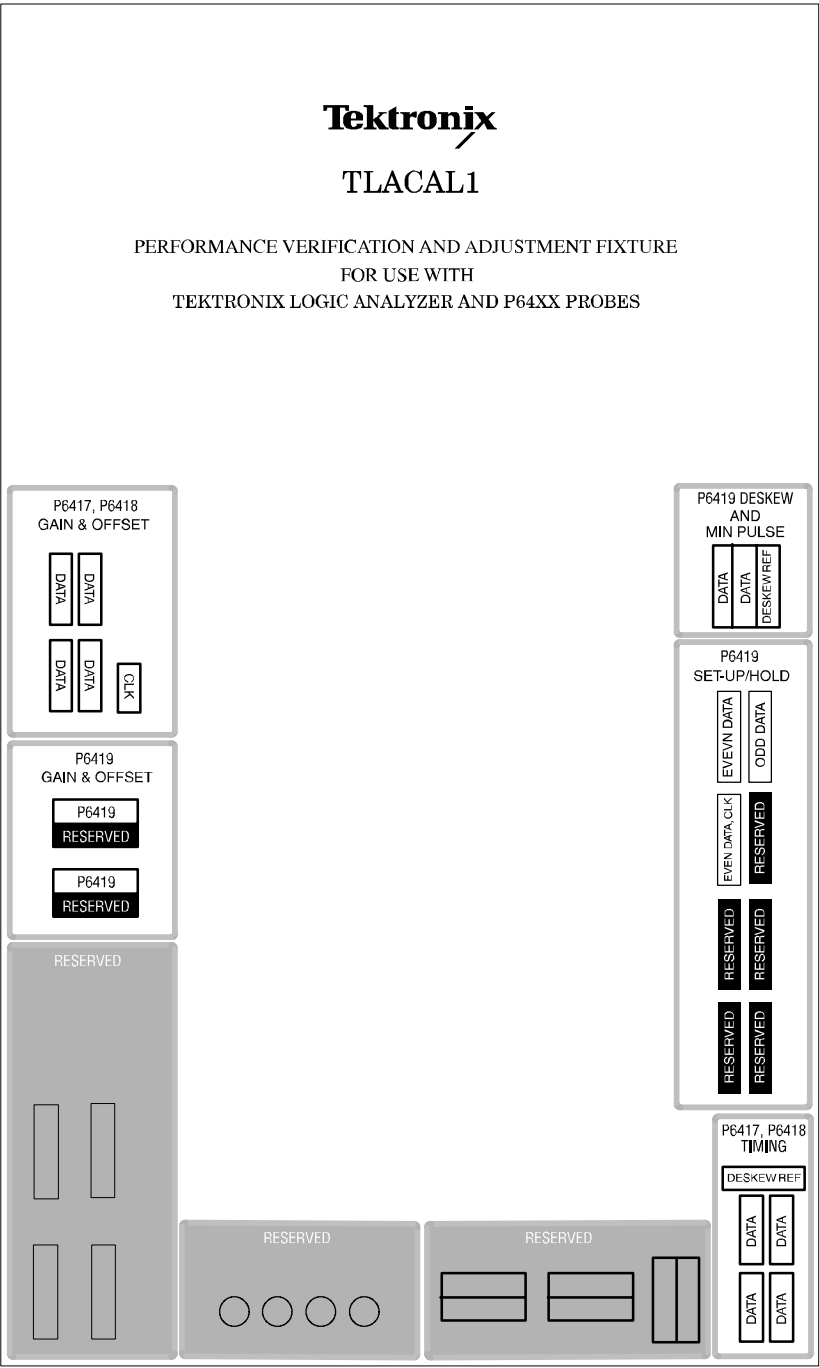 Tektronix
TLACAL1
PERFORMANCE VERIFICATION AND ADJUSTMENT FIXTURE
FOR USE WITH
TEKTRONIX LOGIC ANALYZER AND P64XX PROBES
P6417, P6418
GAIN & OFFSET
DATA
DATA
DATA
DATA
CLK
P6419
GAIN & OFFSET
P6419
RESERVED
P6419
RESERVED
RESERVED
RESERVED
RESERVED
P6419 DESKEW
AND
MIN PULSE
DATA
DATA
DESKEW REF
P6419
SET-UP/HOLD
EVEVN DATA
ODD DATA
EVEN DATA, CLK
RESERVED
RESERVED
RESERVED
RESERVED
RESERVED
P6417, P6418
TIMING
DESKEW REF
DATA
DATA
DATA
DATA